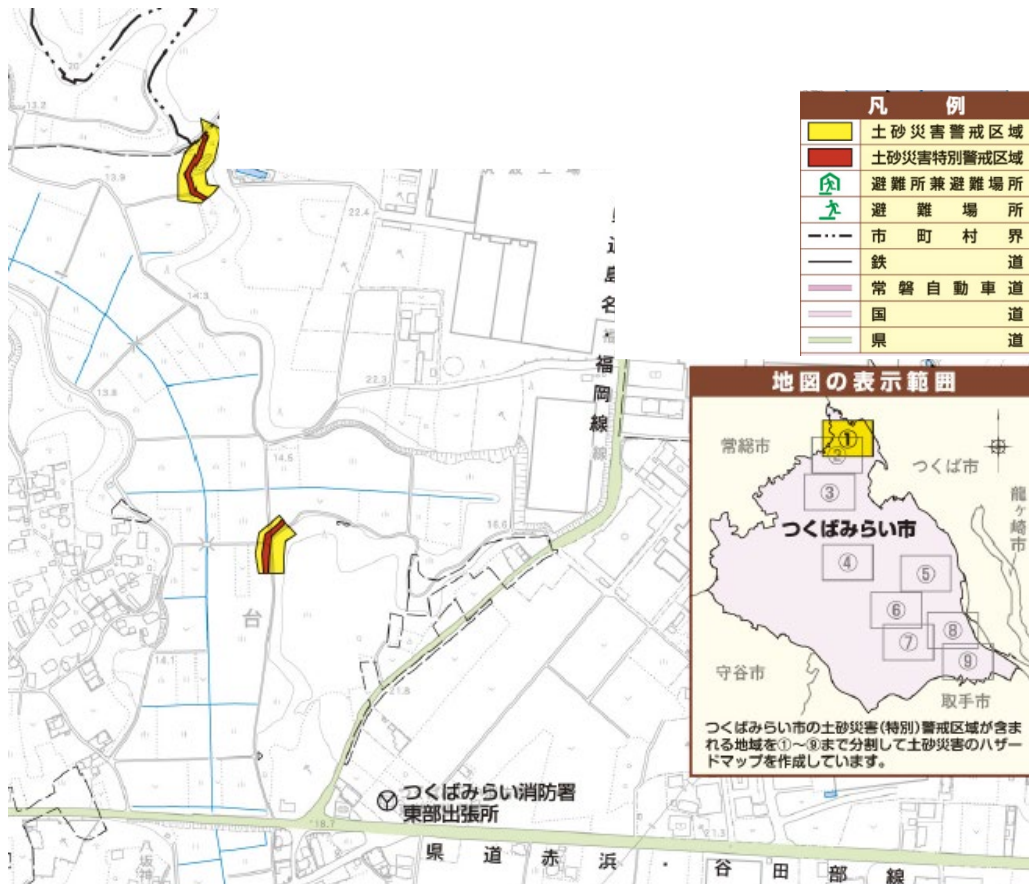 凡例
土砂災害警戒区域
土砂災害特別警戒区域
避難所兼避難場所
避難場所
市町村界
鉄道
常磐自動車道
国道
県道
地図の表示範囲
常総市
つくば市
龍ヶ崎市
つくばみらい市
守谷市
取手市
①
②
③
④
⑤
⑥
⑦
⑧
⑨
つくばみらい市の土砂災害(特別)警戒区域が含ま
れる地域を①~⑨まで分割して土砂災害のハザー
ドマップを作成しています。
20
13.2
13.9
22.4
14.3
22.3
13.8
14.6
16.6
14.1
21.8
18.7
21.3
道島名福岡線
線
台
つくばみらい消防署
東部出張所
県道赤浜・谷田部線
八坂神